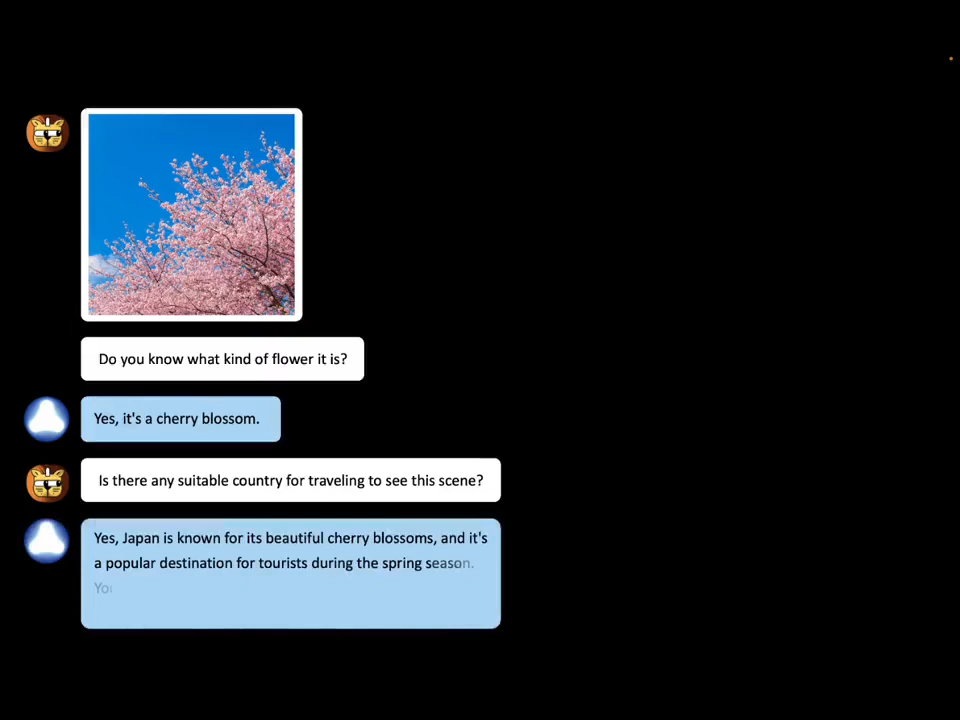 Do you know what kind of flower it is?
Yes, it's a cherry blossom.
Is there any suitable country for traveling to see this scene?
Yes, Japan is known for its beautiful cherry blossoms, and it's
a popular destination for tourists during the spring season.
You